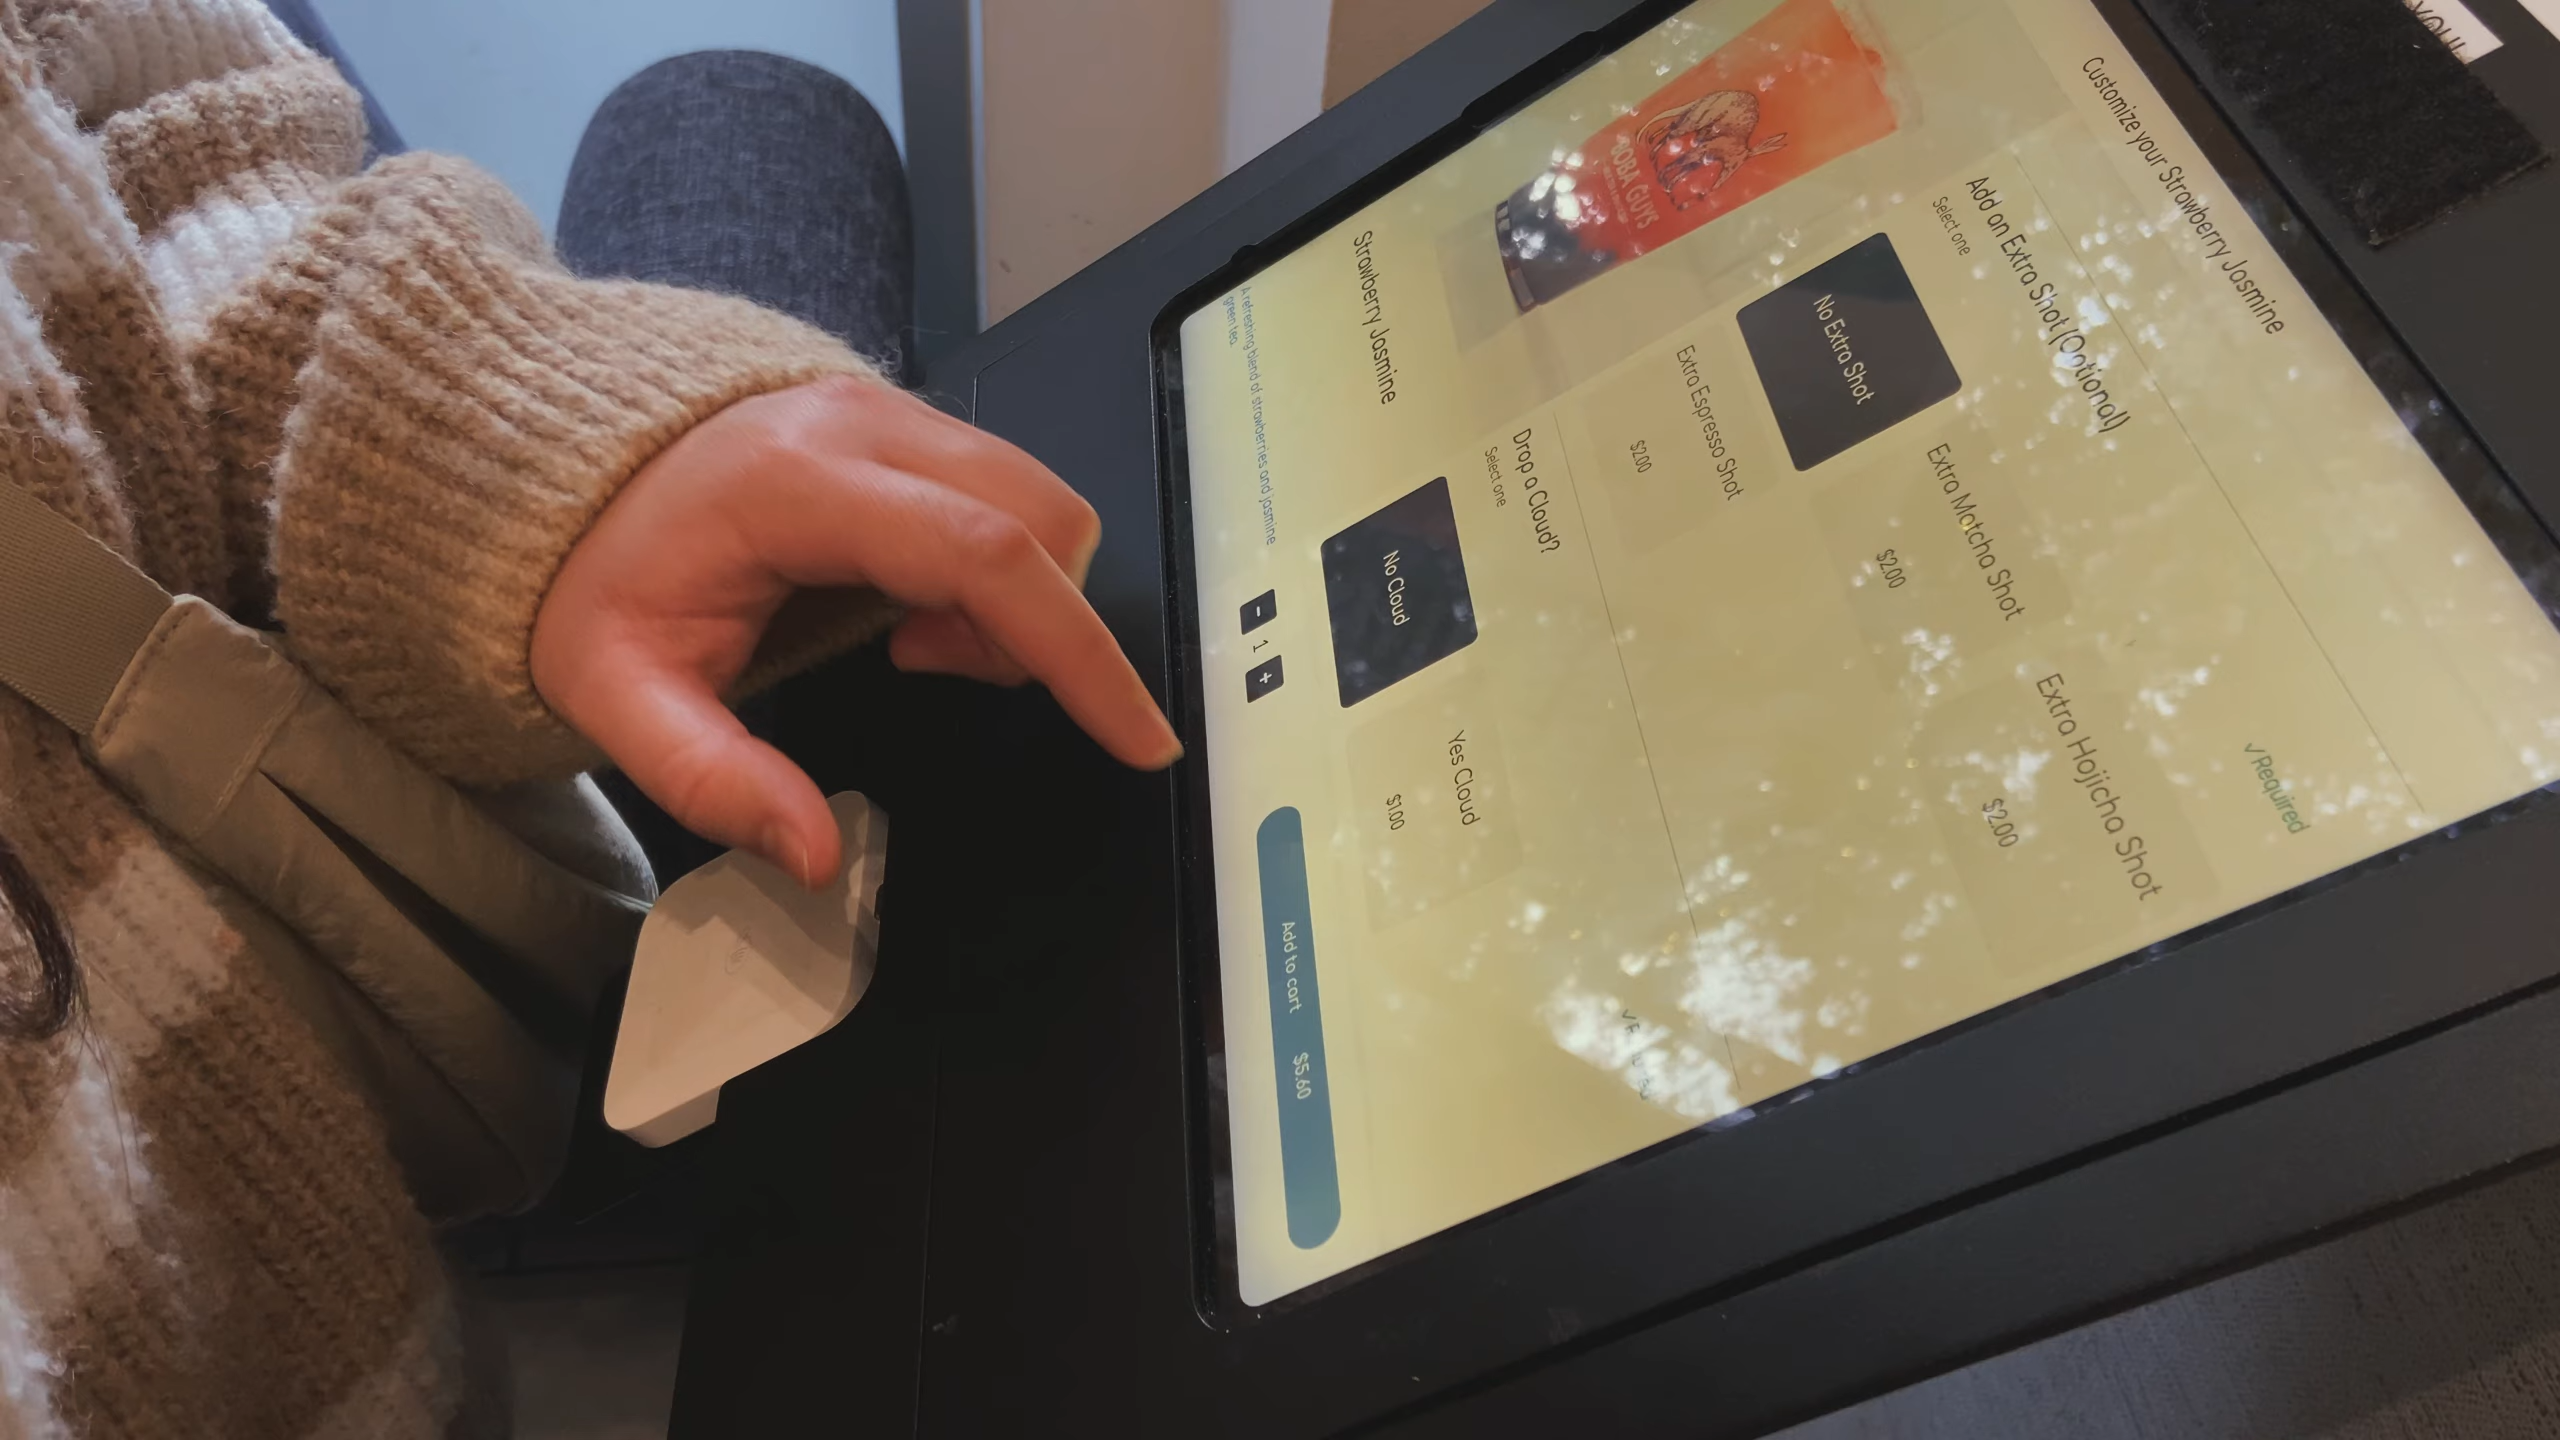 Customize your Strawberry Jasmine
Add an Extra Shot (Optional)
Select one
✓ Required
No Extra Shot
Extra Matcha Shot
$2.00
Extra Hojicha Shot
$2.00
Extra Espresso Shot
$2.00
Drop a Cloud?
Select one
No Cloud
Yes Cloud
$1.00
BOBA GUYS
Strawberry Jasmine
A refreshing blend of strawberries and jasmine
green tea.
- 1 +
Add to cart $5.60